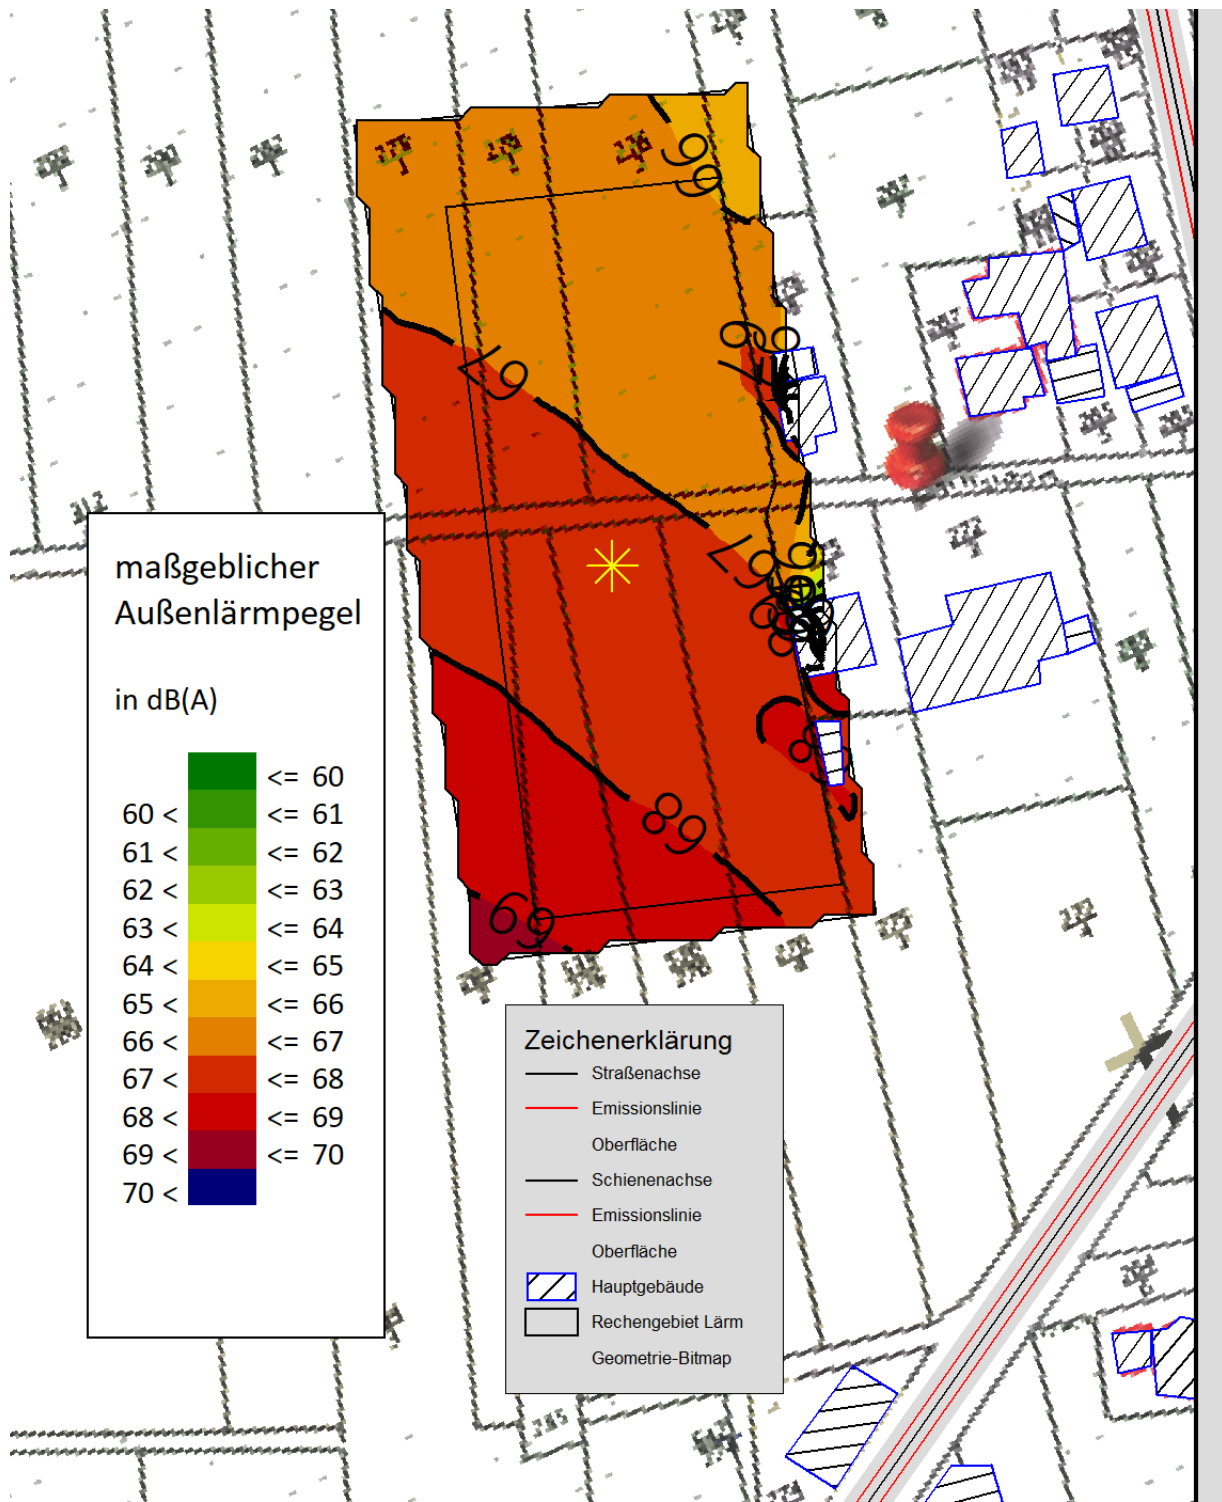 66
67
67
68
68
69
maßgeblicher
Außenlärmpegel
in dB(A)
<= 60
60 < <= 61
61 < <= 62
62 < <= 63
63 < <= 64
64 < <= 65
65 < <= 66
66 < <= 67
67 < <= 68
68 < <= 69
69 < <= 70
70 <
Zeichenerklärung
Straßenachse
Emissionslinie
Oberfläche
Schienenachse
Emissionslinie
Oberfläche
Hauptgebäude
Rechengebiet Lärm
Geometrie-Bitmap